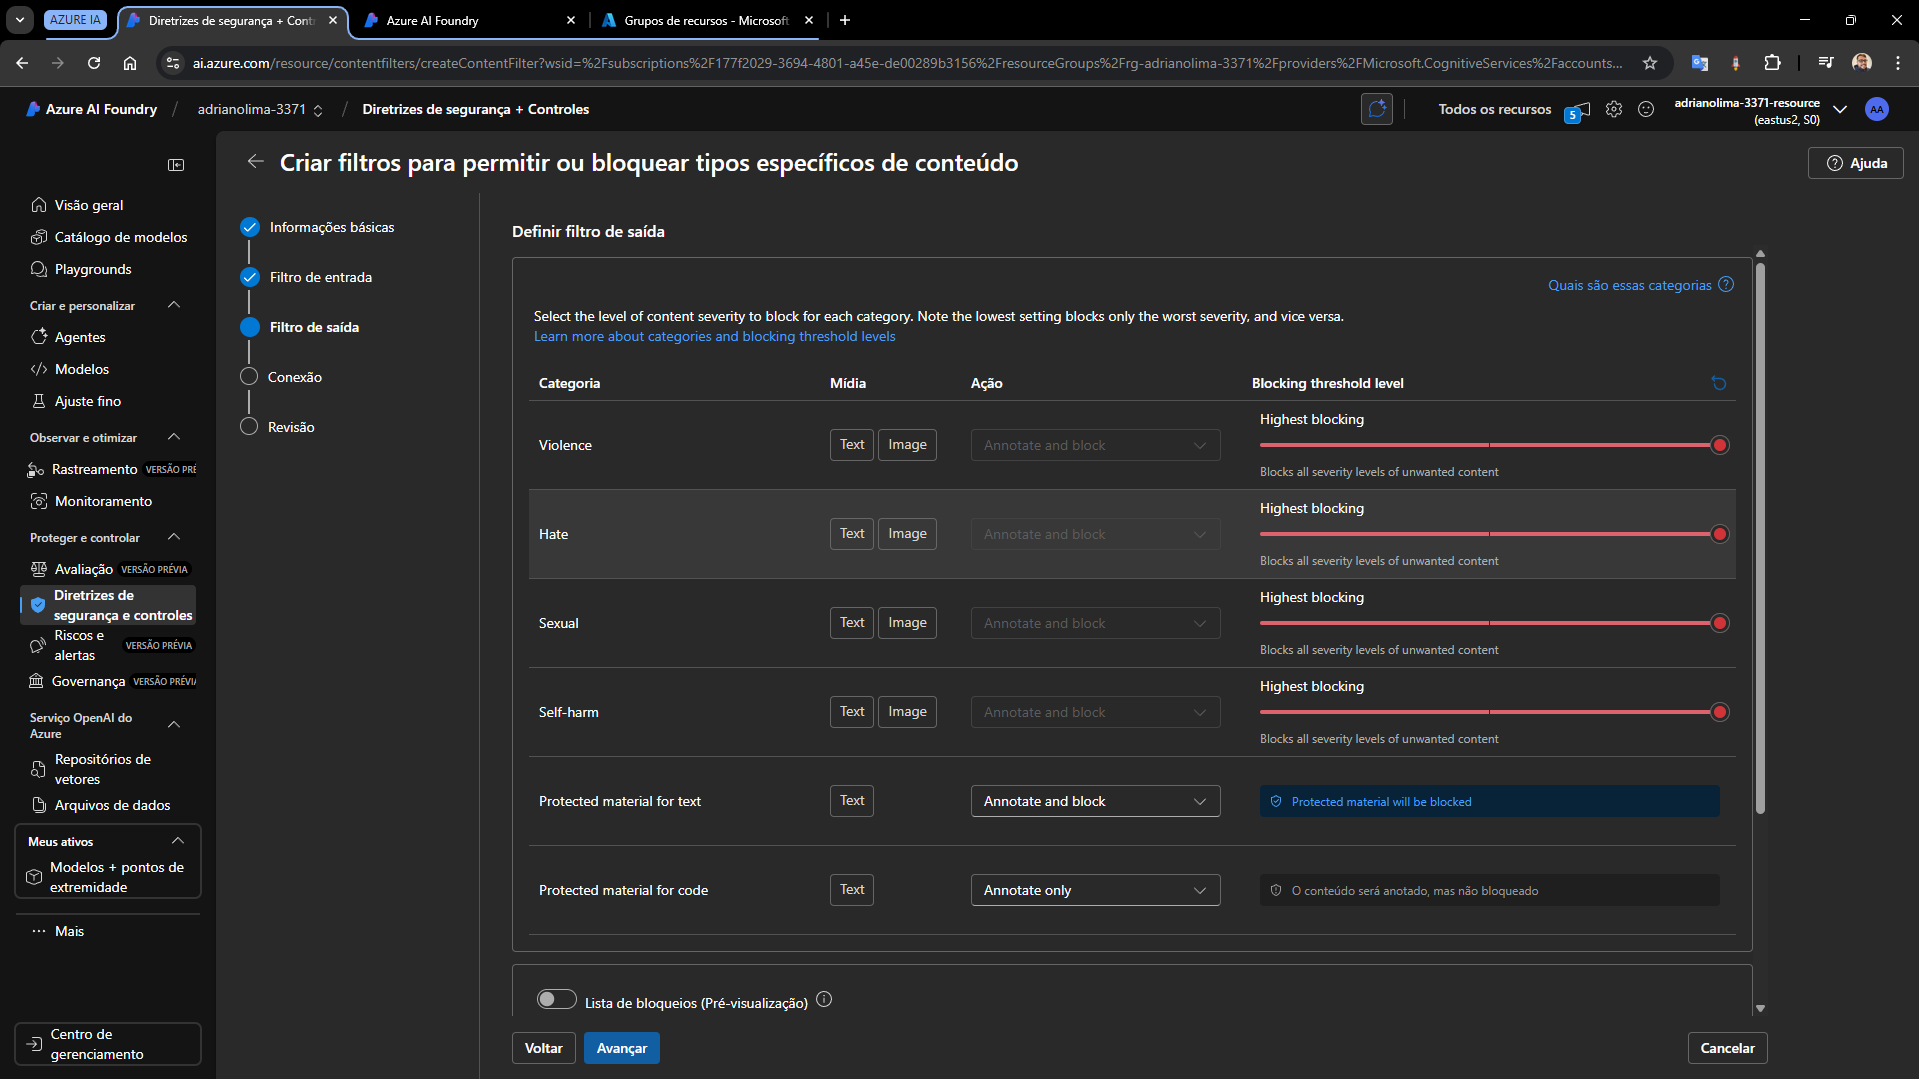 AZURE IA
Diretrizes de segurança + Contr
Azure AI Foundry
Grupos de recursos - Microsoft
ai.azure.com/resource/contentfilters/createContentFilter?wsid=%2Fsubscriptions%2F177f2029-3694-4801-a45e-de00289b3156%2FresourceGroups%2Frg-adrianolima-3371%2Fproviders%2FMicrosoft.CognitiveServices%2Faccounts...
Azure AI Foundry / adrianolima-3371 / Diretrizes de segurança + Controles
Todos os recursos
5
adrianolima-3371-resource
(eastus2, S0)
AA
Criar filtros para permitir ou bloquear tipos específicos de conteúdo
Ajuda
Visão geral
Catálogo de modelos
Playgrounds
Criar e personalizar
Agentes
Modelos
Ajuste fino
Observar e otimizar
Rastreamento VERSÃO PRÉ
Monitoramento
Proteger e controlar
Avaliação VERSÃO PRÉVIA
Diretrizes de
segurança e controles
Riscos e
alertas VERSÃO PRÉVIA
Governança VERSÃO PRÉVIA
Serviço OpenAI do
Azure
Repositórios de
vetores
Arquivos de dados
Meus ativos
Modelos + pontos de
extremidade
Mais
Centro de
gerenciamento
Informações básicas
Filtro de entrada
Filtro de saída
Conexão
Revisão
Definir filtro de saída
Quais são essas categorias
Select the level of content severity to block for each category. Note the lowest setting blocks only the worst severity, and vice versa.
Learn more about categories and blocking threshold levels
Categoria Mídia Ação Blocking threshold level
Highest blocking
Violence Text Image Annotate and block
Blocks all severity levels of unwanted content
Highest blocking
Hate Text Image Annotate and block
Blocks all severity levels of unwanted content
Highest blocking
Sexual Text Image Annotate and block
Blocks all severity levels of unwanted content
Highest blocking
Self-harm Text Image Annotate and block
Blocks all severity levels of unwanted content
Protected material for text Text Annotate and block Protected material will be blocked
Protected material for code Text Annotate only O conteúdo será anotado, mas não bloqueado
Lista de bloqueios (Pré-visualização)
Voltar
Avançar
Cancelar